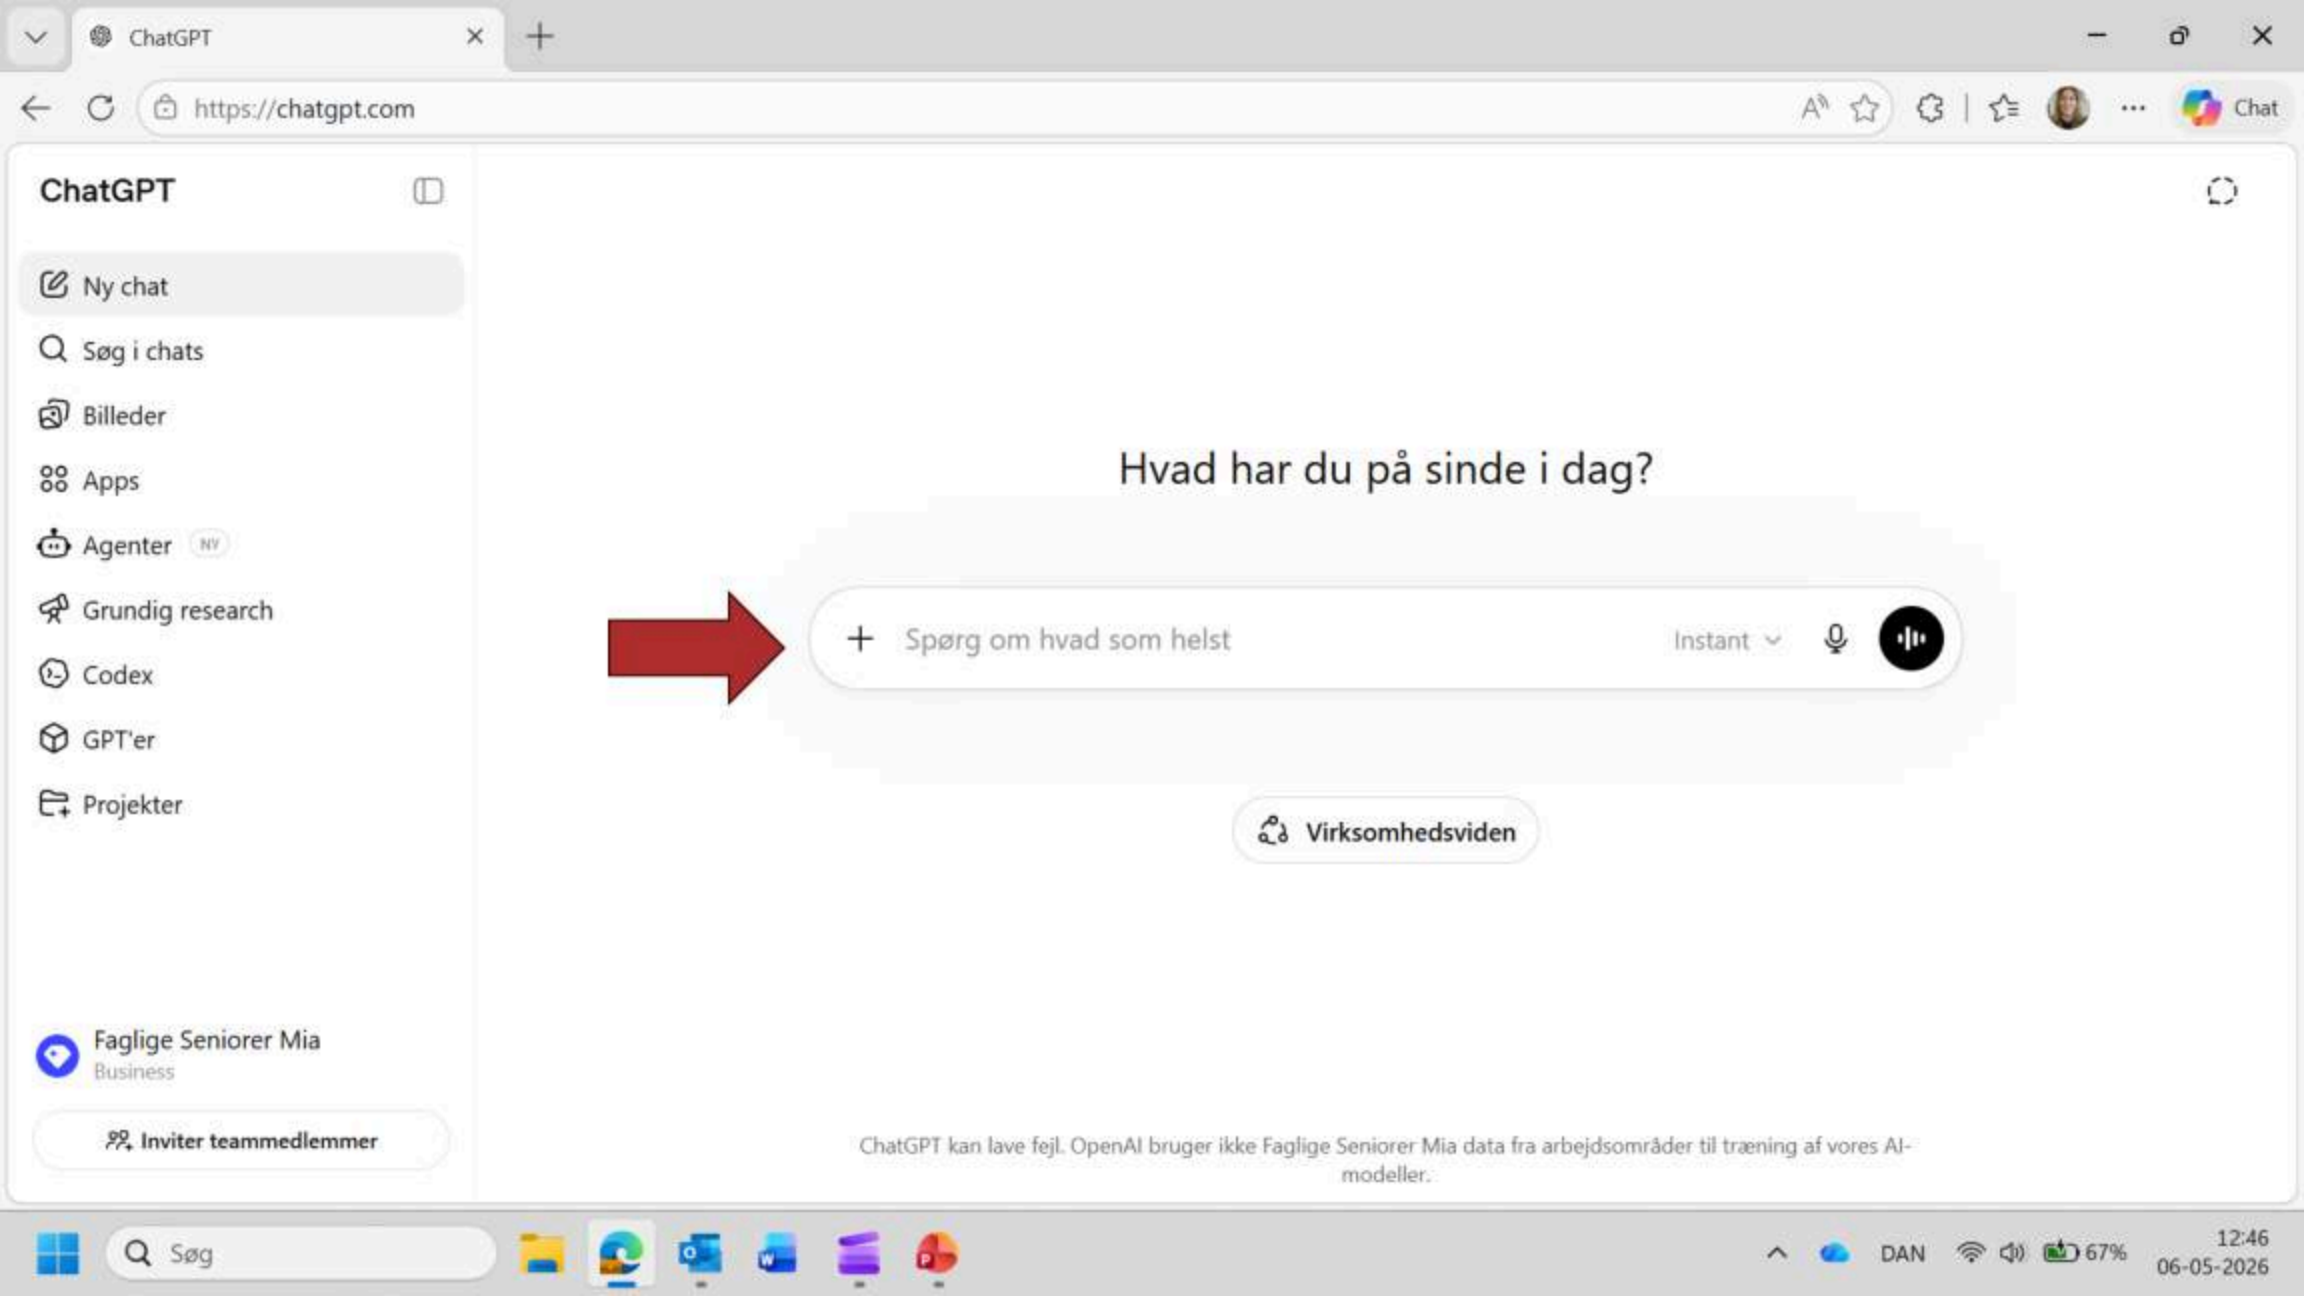 ChatGPT
https://chatgpt.com
Chat
ChatGPT
Ny chat
Søg i chats
Billeder
Apps
Agenter NY
Grundig research
Codex
GPT'er
Projekter
Hvad har du på sinde i dag?
Spørg om hvad som helst
Instant
Virksomhedsviden
Faglige Seniorer Mia
Business
Inviter teammedlemmer
ChatGPT kan lave fejl. OpenAI bruger ikke Faglige Seniorer Mia data fra arbejdsområder til træning af vores AI-
modeller.
Søg
DAN
67%
12:46
06-05-2026